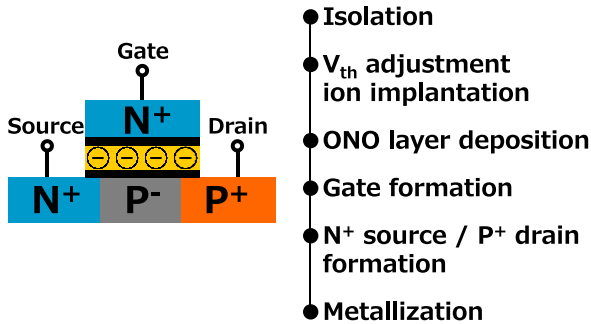 Gate
N⁺
Source
Drain
⊖ ⊖ ⊖ ⊖
N⁺ P⁻ P⁺
Isolation
Vₜₕ adjustment
ion implantation
ONO layer deposition
Gate formation
N⁺ source / P⁺ drain
formation
Metallization